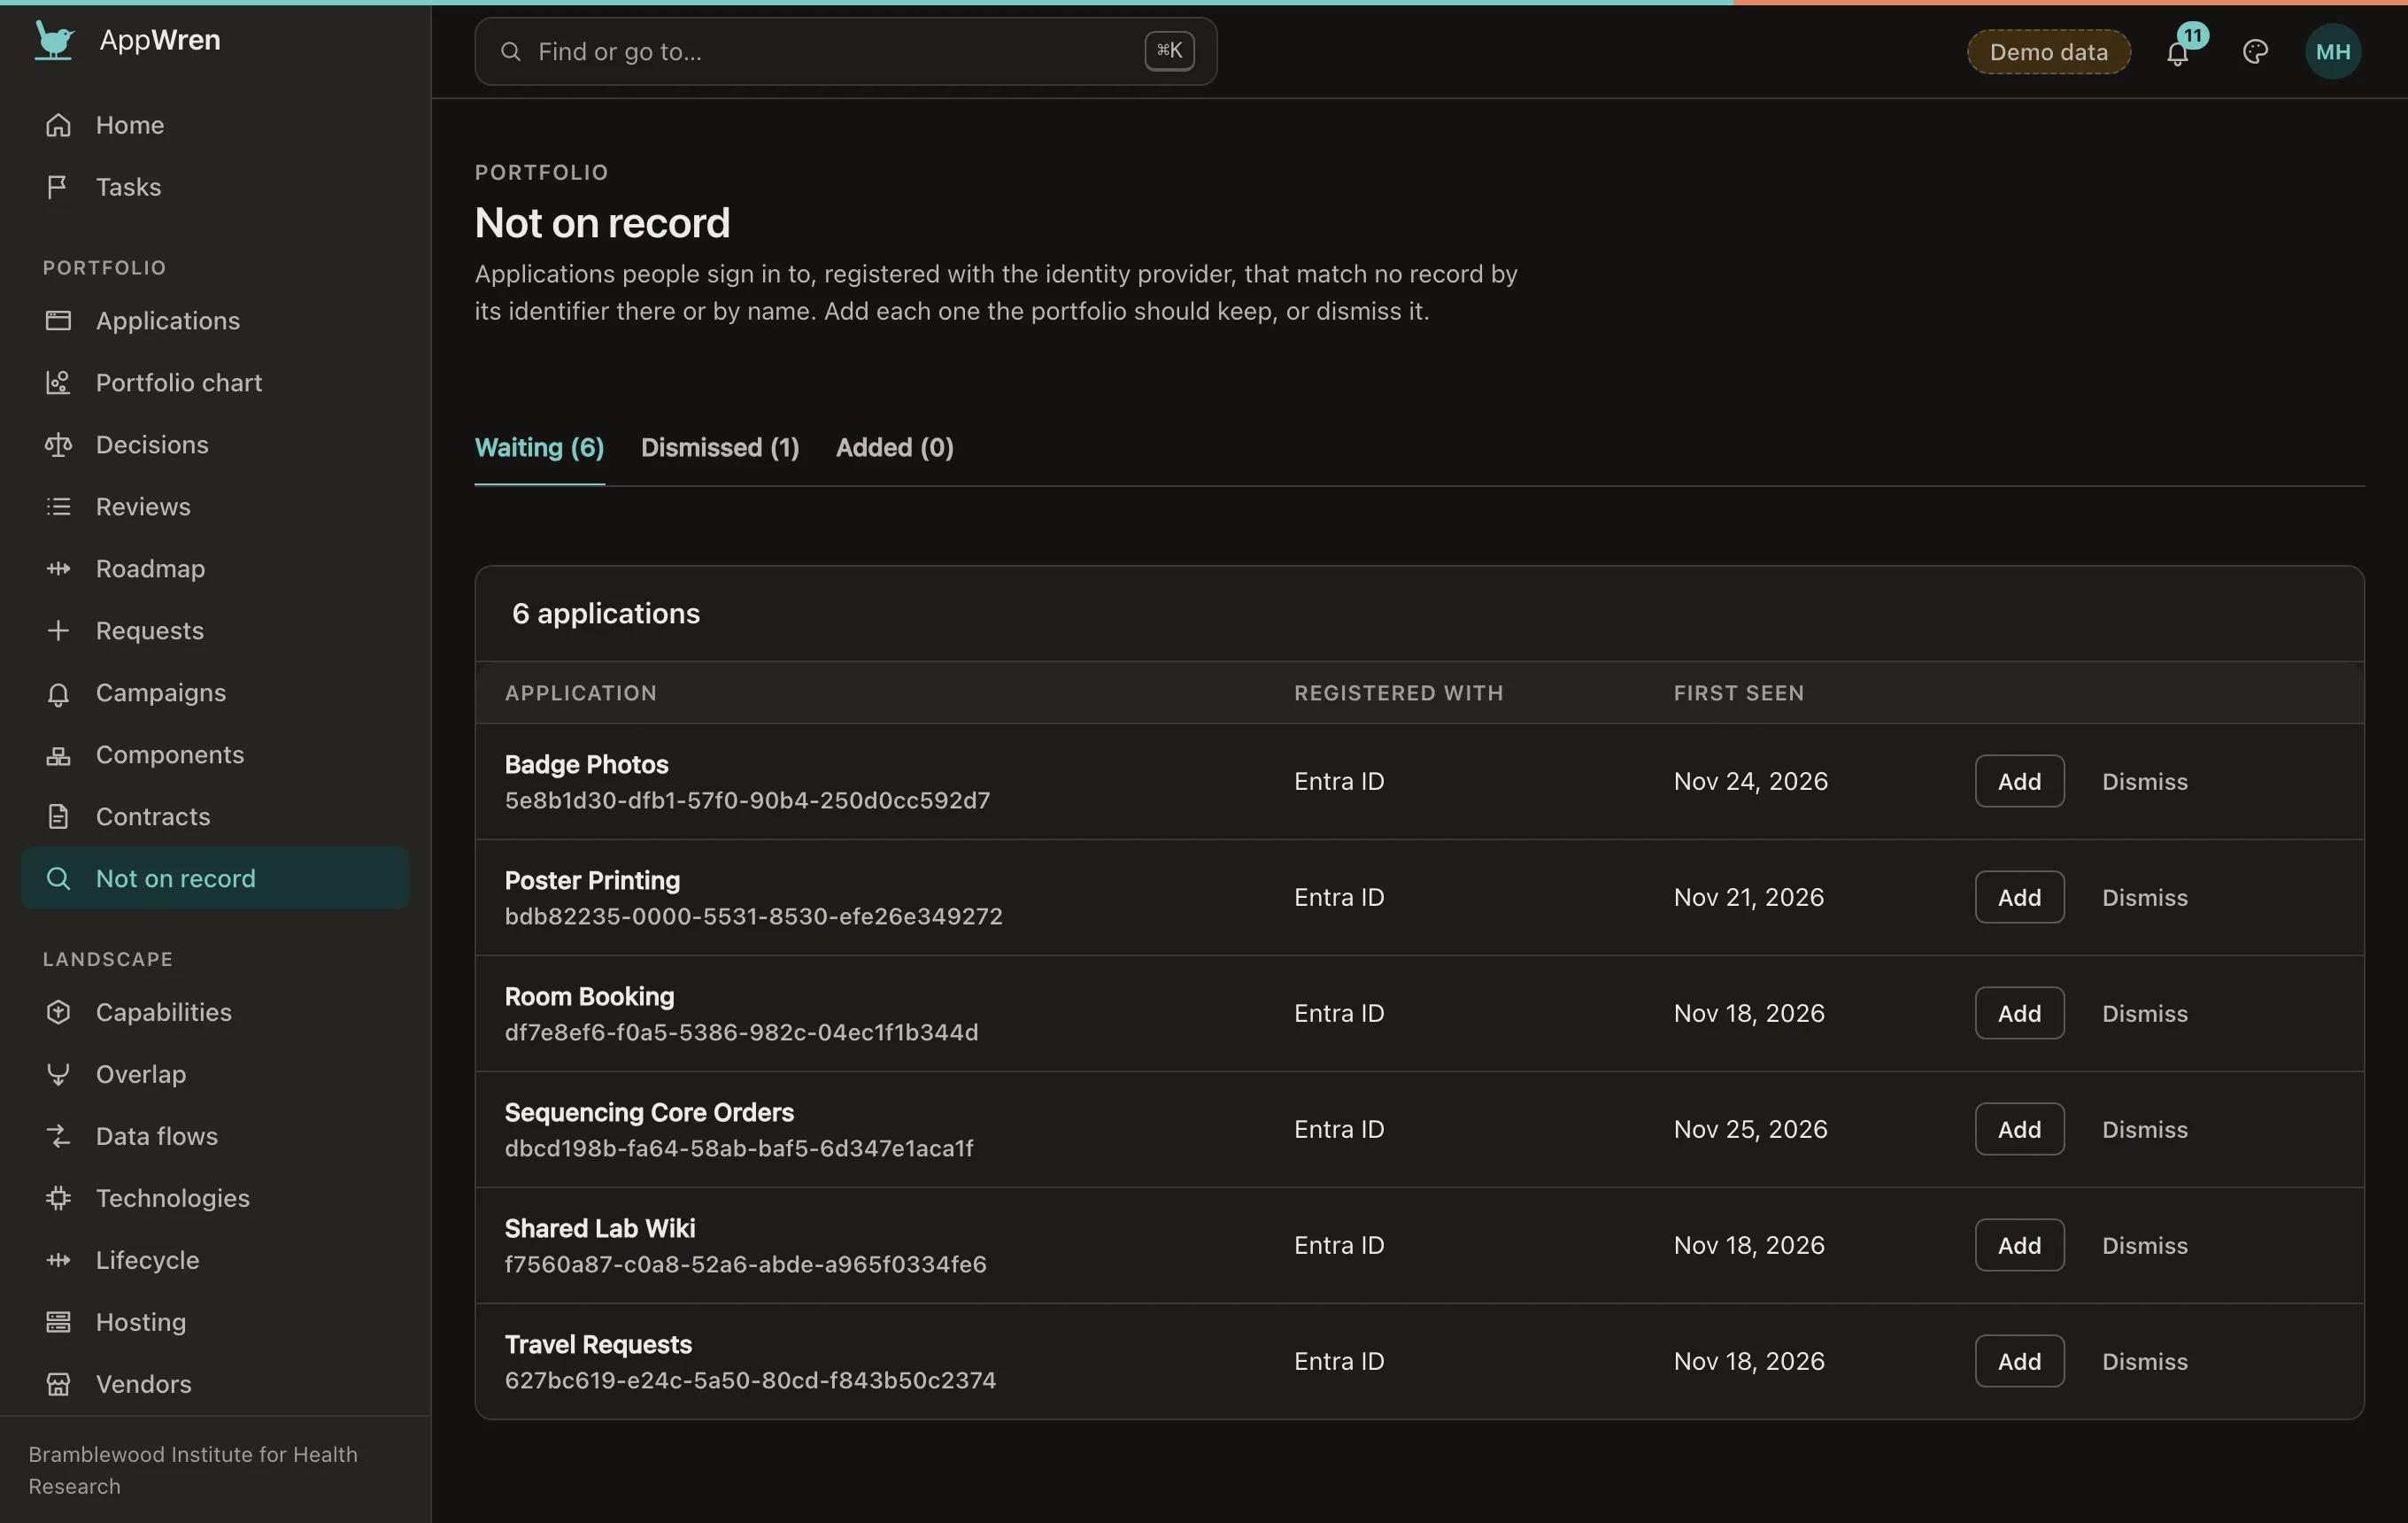 AppWren
Find or go to...
⌘K
Demo data
11
MH
Home
Tasks
PORTFOLIO
Applications
Portfolio chart
Decisions
Reviews
Roadmap
Requests
Campaigns
Components
Contracts
Not on record
LANDSCAPE
Capabilities
Overlap
Data flows
Technologies
Lifecycle
Hosting
Vendors
Bramblewood Institute for Health
Research
PORTFOLIO
Not on record
Applications people sign in to, registered with the identity provider, that match no record by
its identifier there or by name. Add each one the portfolio should keep, or dismiss it.
Waiting (6) Dismissed (1) Added (0)
6 applications
APPLICATION REGISTERED WITH FIRST SEEN
Badge Photos
5e8b1d30-dfb1-57f0-90b4-250d0cc592d7
Entra ID Nov 24, 2026 Add Dismiss
Poster Printing
bdb82235-0000-5531-8530-efe26e349272
Entra ID Nov 21, 2026 Add Dismiss
Room Booking
df7e8ef6-f0a5-5386-982c-04ec1f1b344d
Entra ID Nov 18, 2026 Add Dismiss
Sequencing Core Orders
dbcd198b-fa64-58ab-baf5-6d347e1aca1f
Entra ID Nov 25, 2026 Add Dismiss
Shared Lab Wiki
f7560a87-c0a8-52a6-abde-a965f0334fe6
Entra ID Nov 18, 2026 Add Dismiss
Travel Requests
627bc619-e24c-5a50-80cd-f843b50c2374
Entra ID Nov 18, 2026 Add Dismiss